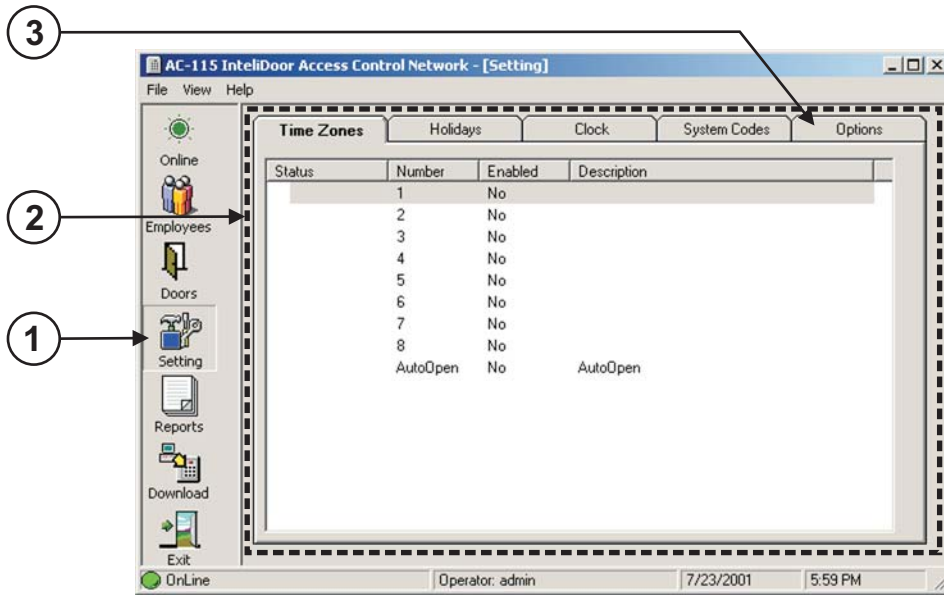 3
AC-115 InteliDoor Access Control Network - [Setting]
File View Help
Time Zones Holidays Clock System Codes Options
Online
Status Number Enabled Description
1 No
2
2 No
Employees
3 No
4 No
5 No
Doors
6 No
1
7 No
8 No
Setting
AutoOpen No AutoOpen
Reports
Download
Exit
OnLine Operator: admin 7/23/2001 5:59 PM